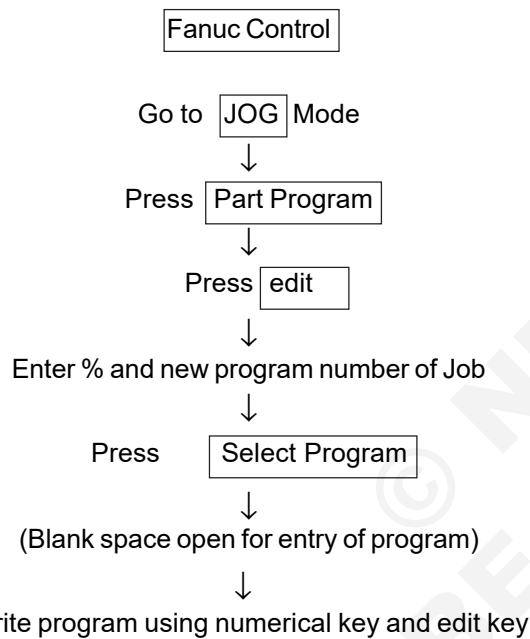 Fanuc Control
Go to JOG Mode
Press Part Program
Press edit
Enter % and new program number of Job
Press Select Program
(Blank space open for entry of program)
program using numerical key and edit key